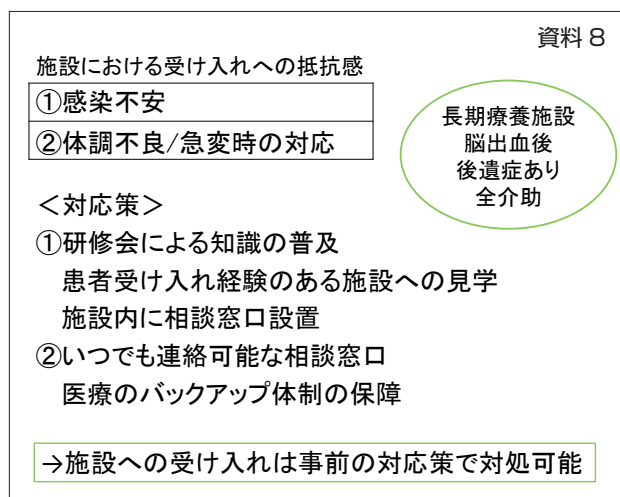 資料８
施設における受け入れへの抵抗感
①感染不安
②体調不良/急変時の対応
長期療養施設
脳出血後
後遺症あり
全介助
＜対応策＞
①研修会による知識の普及
患者受け入れ経験のある施設への見学
施設内に相談窓口設置
②いつでも連絡可能な相談窓口
医療のバックアップ体制の保障
→施設への受け入れは事前の対応策で対処可能